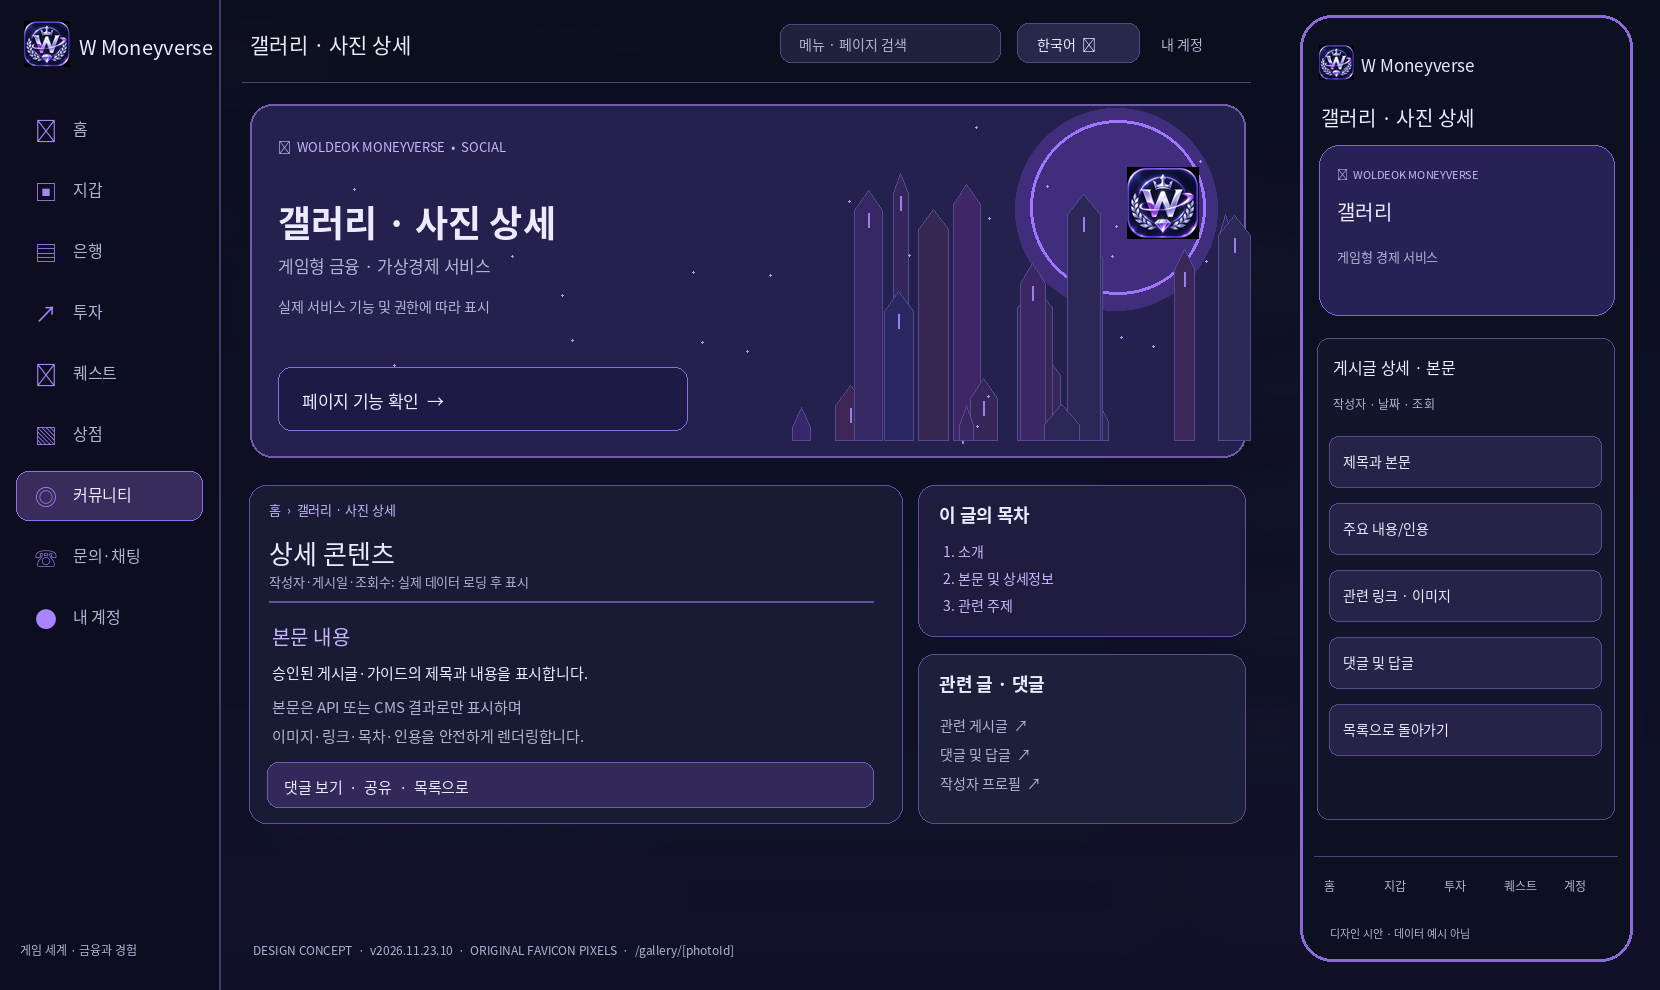 W Moneyverse
홈
지갑
은행
투자
퀘스트
상점
커뮤니티
문의·채팅
내 계정
게임 세계 · 금융과 경험
갤러리 · 사진 상세
메뉴 · 페이지 검색
한국어
내 계정
WOLDEOK MONEYVERSE • SOCIAL
갤러리 · 사진 상세
게임형 금융 · 가상경제 서비스
실제 서비스 기능 및 권한에 따라 표시
페이지 기능 확인 →
W
홈 › 갤러리 · 사진 상세
상세 콘텐츠
작성자·게시일·조회수: 실제 데이터 로딩 후 표시
본문 내용
승인된 게시글·가이드의 제목과 내용을 표시합니다.
본문은 API 또는 CMS 결과로만 표시하며
이미지·링크·목차·인용을 안전하게 렌더링합니다.
댓글 보기 · 공유 · 목록으로
이 글의 목차
1. 소개
2. 본문 및 상세정보
3. 관련 주제
관련 글 · 댓글
관련 게시글 ↗
댓글 및 답글 ↗
작성자 프로필 ↗
DESIGN CONCEPT · v2026.11.23.10 · ORIGINAL FAVICON PIXELS · /gallery/[photoId]
W Moneyverse
갤러리 · 사진 상세
WOLDEOK MONEYVERSE
갤러리
게임형 경제 서비스
게시글 상세 · 본문
작성자 · 날짜 · 조회
제목과 본문
주요 내용/인용
관련 링크 · 이미지
댓글 및 답글
목록으로 돌아가기
홈 지갑 투자 퀘스트 계정
디자인 시안 · 데이터 예시 아님